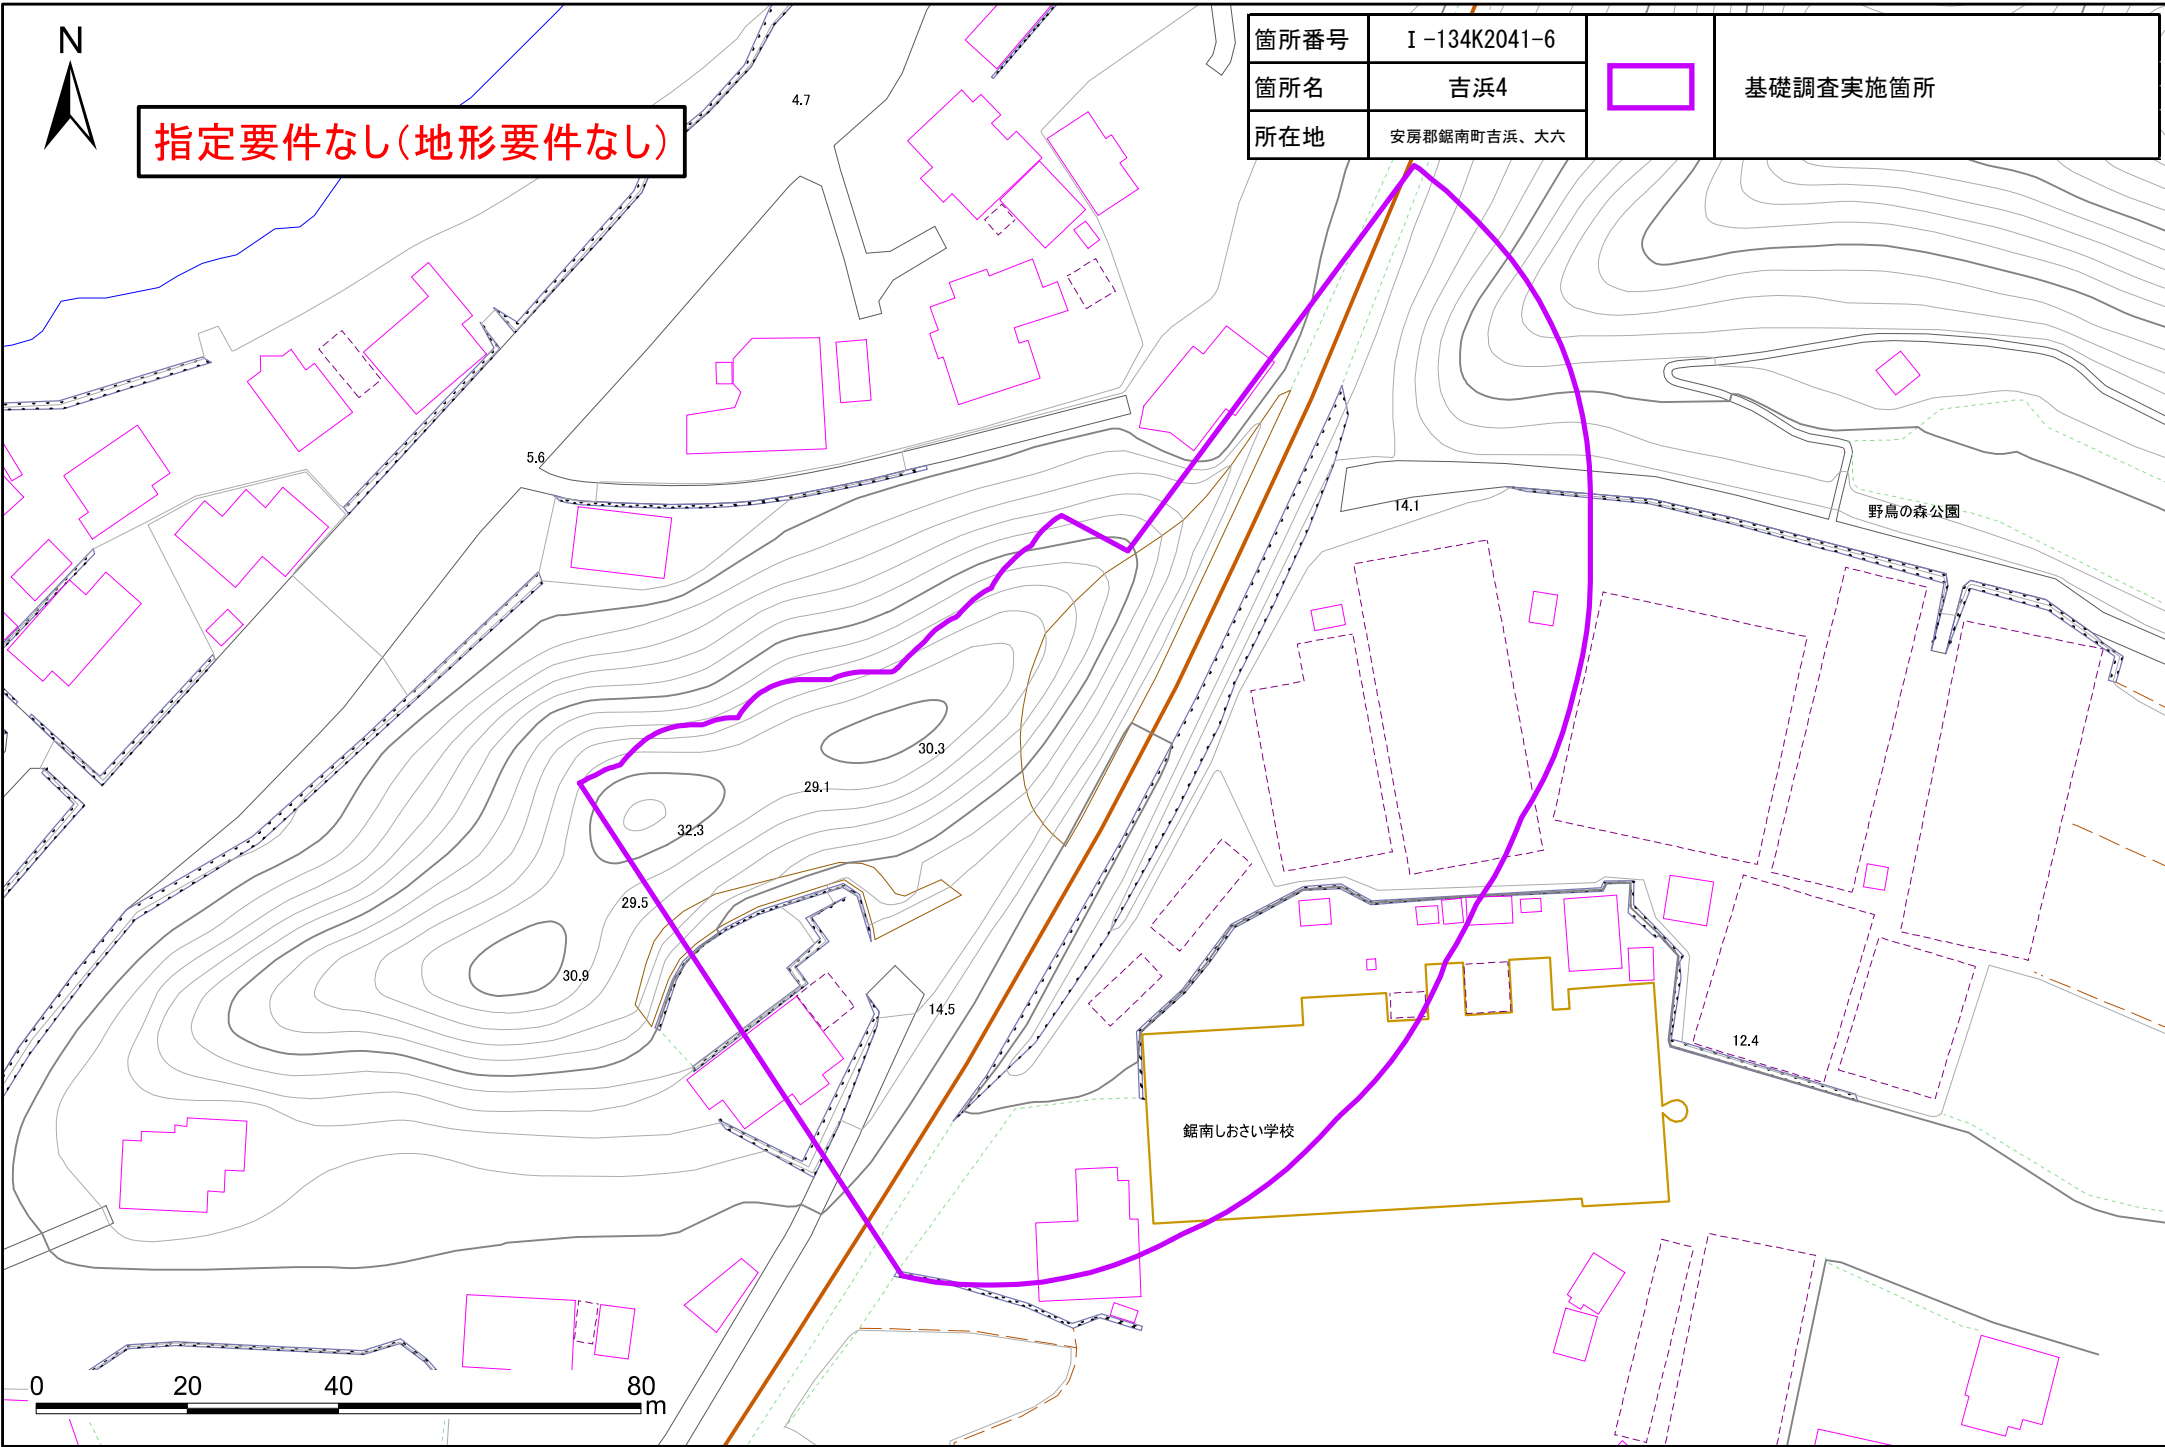 N
指定要件なし(地形要件なし)
箇所番号 Ⅰ-134K2041-6
箇所名 吉浜4
所在地 安房郡鋸南町吉浜、大六
基礎調査実施箇所
4.7
5.6
14.1
野鳥の森公園
30.3
29.1
32.3
29.5
30.9
14.5
12.4
鋸南しおさい学校
0 20 40 80
m